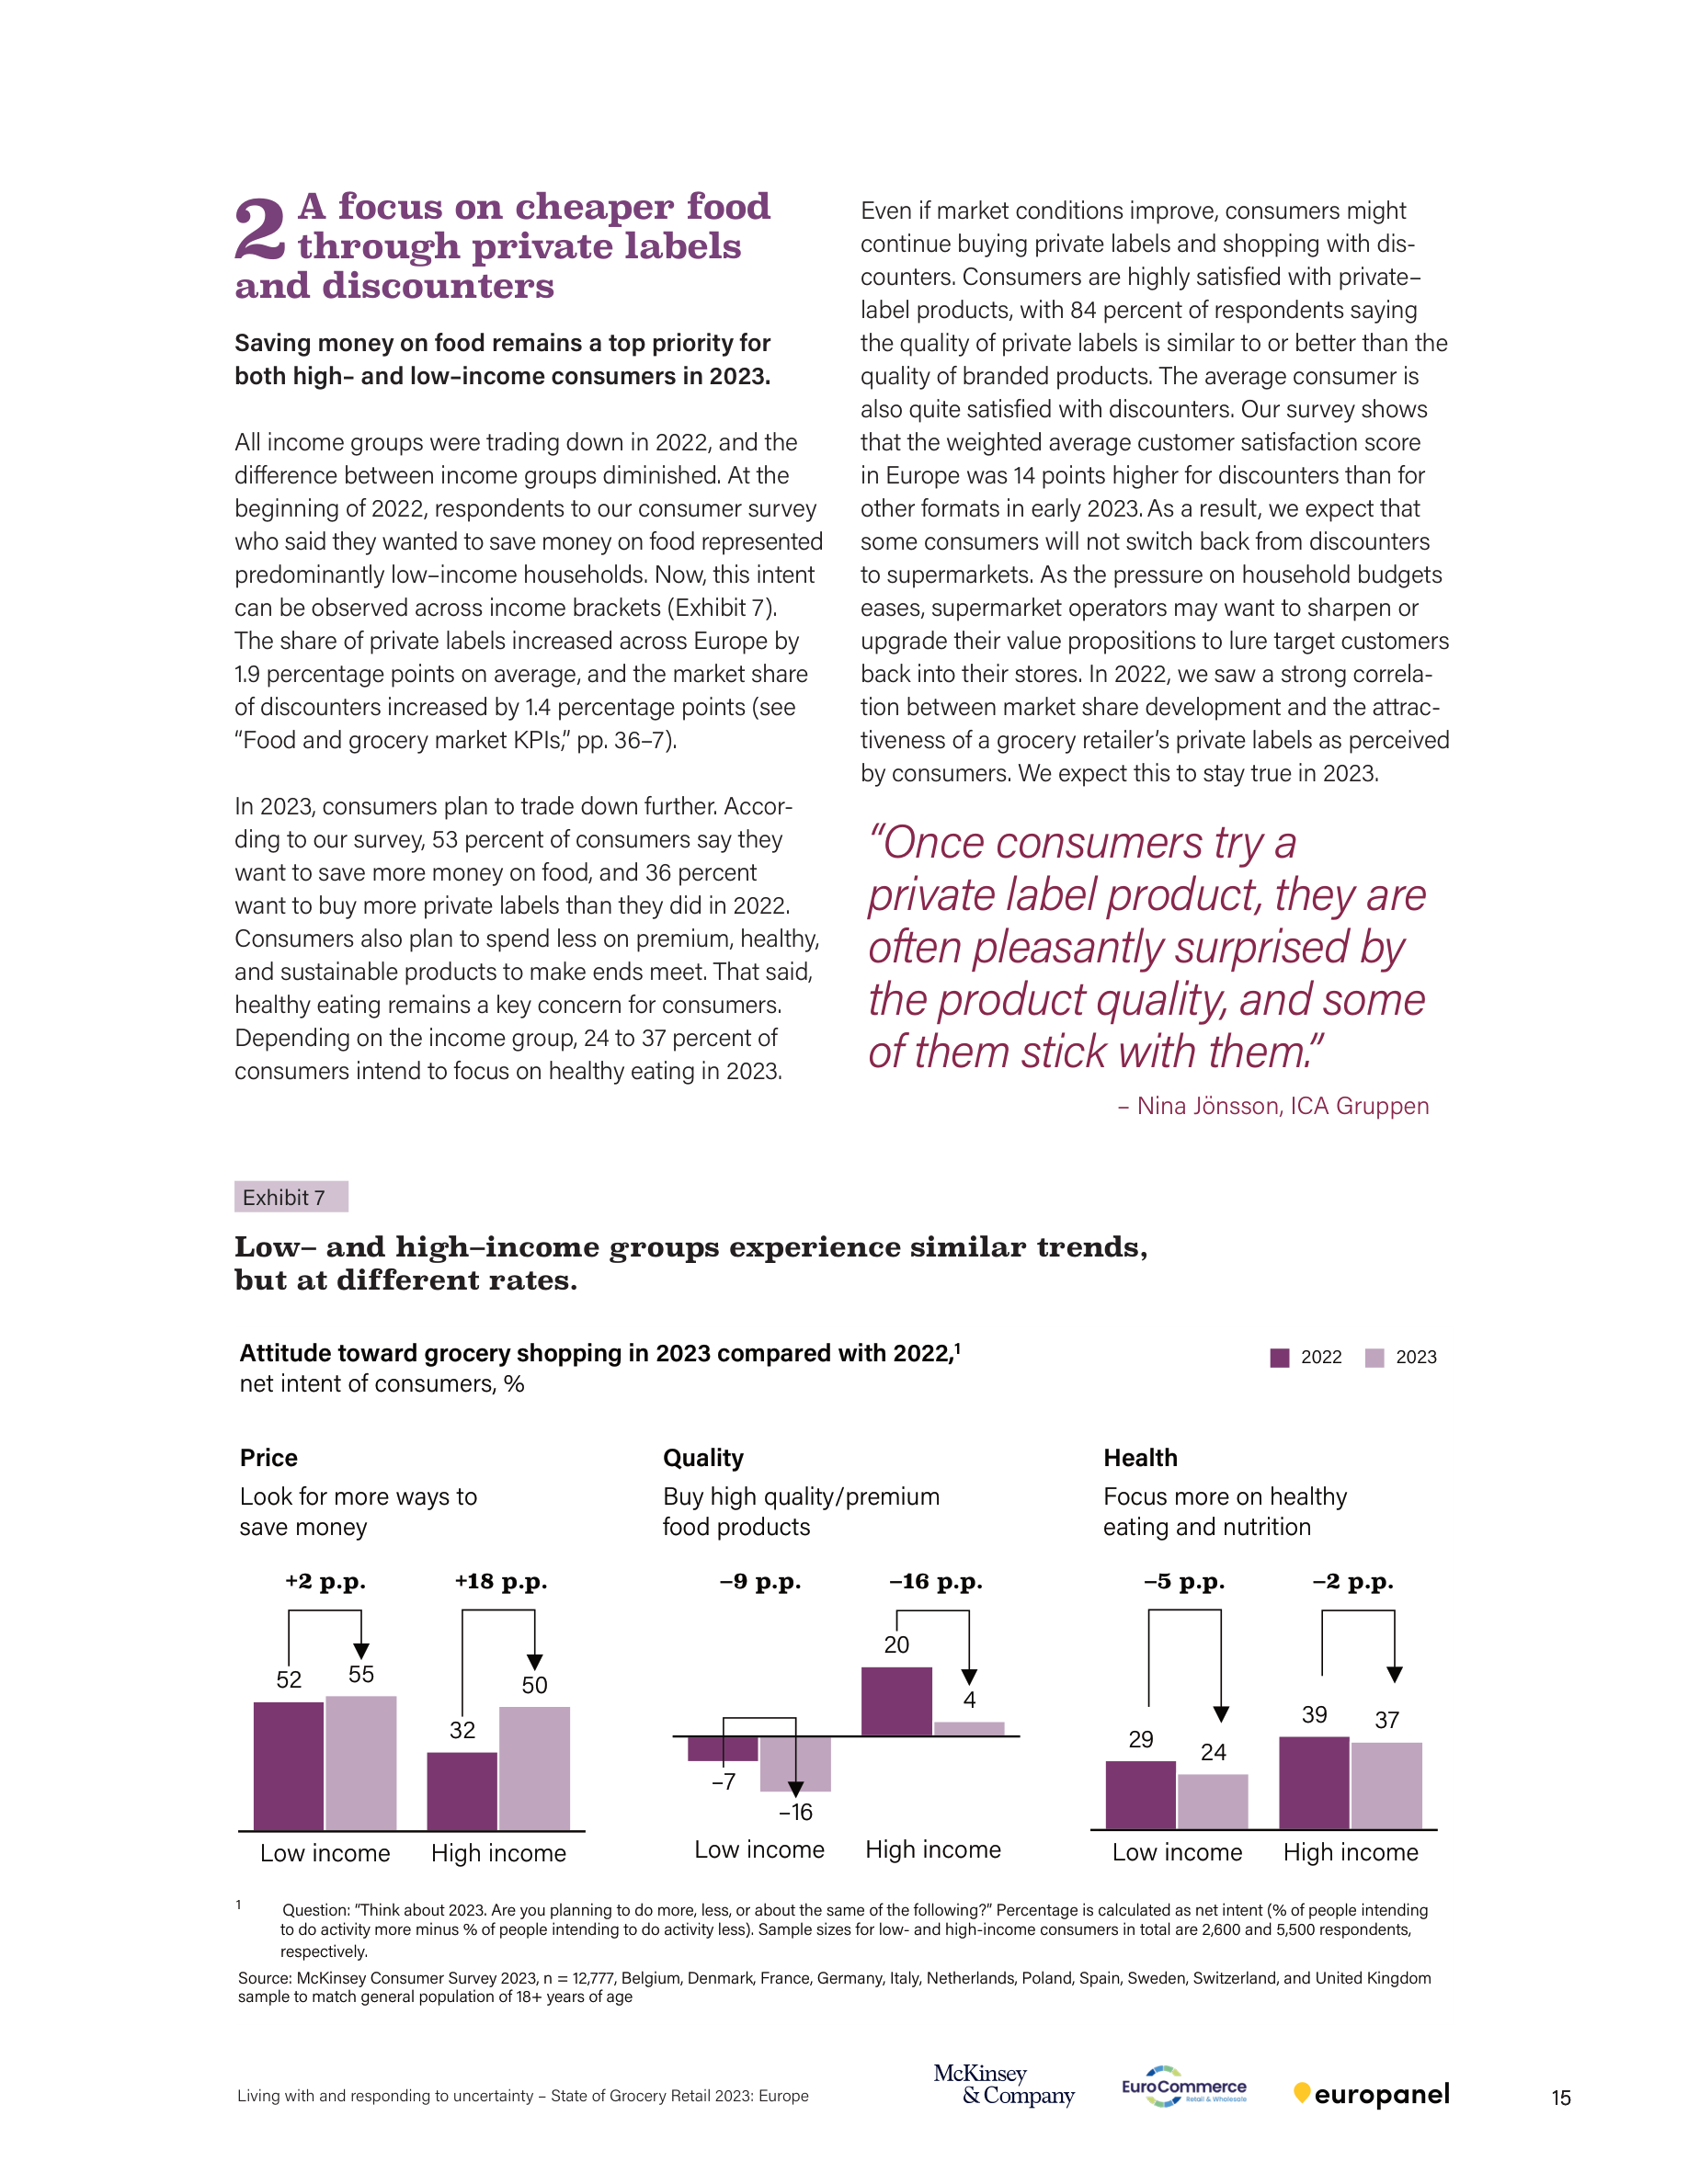 2 A focus on cheaper food
through private labels
and discounters
Saving money on food remains a top priority for
both high– and low–income consumers in 2023.
All income groups were trading down in 2022, and the
difference between income groups diminished. At the
beginning of 2022, respondents to our consumer survey
who said they wanted to save money on food represented
predominantly low–income households. Now, this intent
can be observed across income brackets (Exhibit 7).
The share of private labels increased across Europe by
1.9 percentage points on average, and the market share
of discounters increased by 1.4 percentage points (see
“Food and grocery market KPIs,” pp. 36–7).
In 2023, consumers plan to trade down further. Accor-
ding to our survey, 53 percent of consumers say they
want to save more money on food, and 36 percent
want to buy more private labels than they did in 2022.
Consumers also plan to spend less on premium, healthy,
and sustainable products to make ends meet. That said,
healthy eating remains a key concern for consumers.
Depending on the income group, 24 to 37 percent of
consumers intend to focus on healthy eating in 2023.
Even if market conditions improve, consumers might
continue buying private labels and shopping with dis-
counters. Consumers are highly satisfied with private–
label products, with 84 percent of respondents saying
the quality of private labels is similar to or better than the
quality of branded products. The average consumer is
also quite satisfied with discounters. Our survey shows
that the weighted average customer satisfaction score
in Europe was 14 points higher for discounters than for
other formats in early 2023. As a result, we expect that
some consumers will not switch back from discounters
to supermarkets. As the pressure on household budgets
eases, supermarket operators may want to sharpen or
upgrade their value propositions to lure target customers
back into their stores. In 2022, we saw a strong correla-
tion between market share development and the attrac-
tiveness of a grocery retailer’s private labels as perceived
by consumers. We expect this to stay true in 2023.
“Once consumers try a
private label product, they are
often pleasantly surprised by
the product quality, and some
of them stick with them.”
– Nina Jönsson, ICA Gruppen
Exhibit 7
Low– and high–income groups experience similar trends,
but at different rates.
Attitude toward grocery shopping in 2023 compared with 2022,¹
net intent of consumers, %
2022 2023
Price
Look for more ways to
save money
+2 p.p. +18 p.p.
52 55 32 50
Low income High income
Quality
Buy high quality/premium
food products
–9 p.p. –16 p.p.
–7 –16 20 4
Low income High income
Health
Focus more on healthy
eating and nutrition
–5 p.p. –2 p.p.
29 24 39 37
Low income High income
1 Question: "Think about 2023. Are you planning to do more, less, or about the same of the following?" Percentage is calculated as net intent (% of people intending
to do activity more minus % of people intending to do activity less). Sample sizes for low- and high-income consumers in total are 2,600 and 5,500 respondents,
respectively.
Source: McKinsey Consumer Survey 2023, n = 12,777, Belgium, Denmark, France, Germany, Italy, Netherlands, Poland, Spain, Sweden, Switzerland, and United Kingdom
sample to match general population of 18+ years of age
Living with and responding to uncertainty – State of Grocery Retail 2023: Europe
McKinsey
& Company
EuroCommerce
Retail & Wholesale
europanel
15